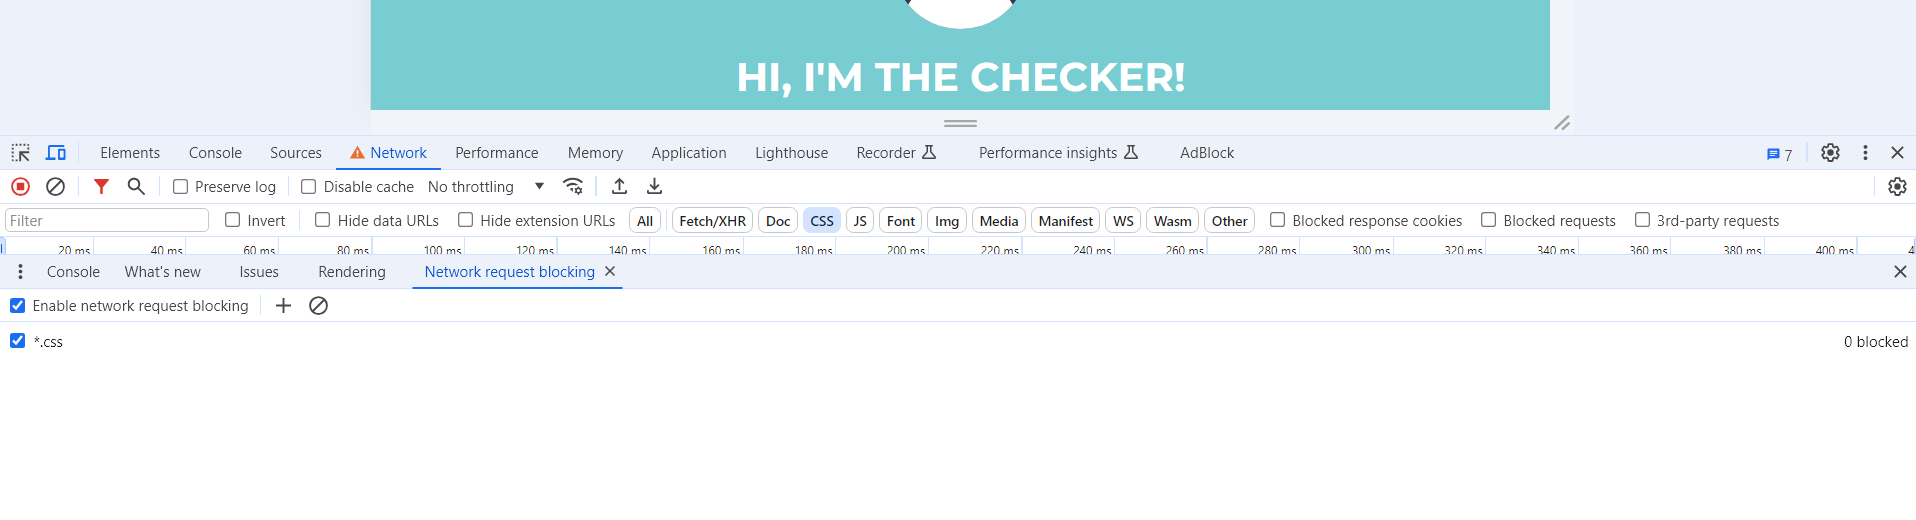 HI, I'M THE CHECKER!
Elements Console Sources Network Performance Memory Application Lighthouse Recorder Performance insights AdBlock 7
Preserve log Disable cache No throttling
Filter Invert Hide data URLs Hide extension URLs All Fetch/XHR Doc CSS JS Font Img Media Manifest WS Wasm Other Blocked response cookies Blocked requests 3rd-party requests
20 ms 40 ms 60 ms 80 ms 100 ms 120 ms 140 ms 160 ms 180 ms 200 ms 220 ms 240 ms 260 ms 280 ms 300 ms 320 ms 340 ms 360 ms 380 ms 400 ms 4
Console What's new Issues Rendering Network request blocking
Enable network request blocking
*.css 0 blocked